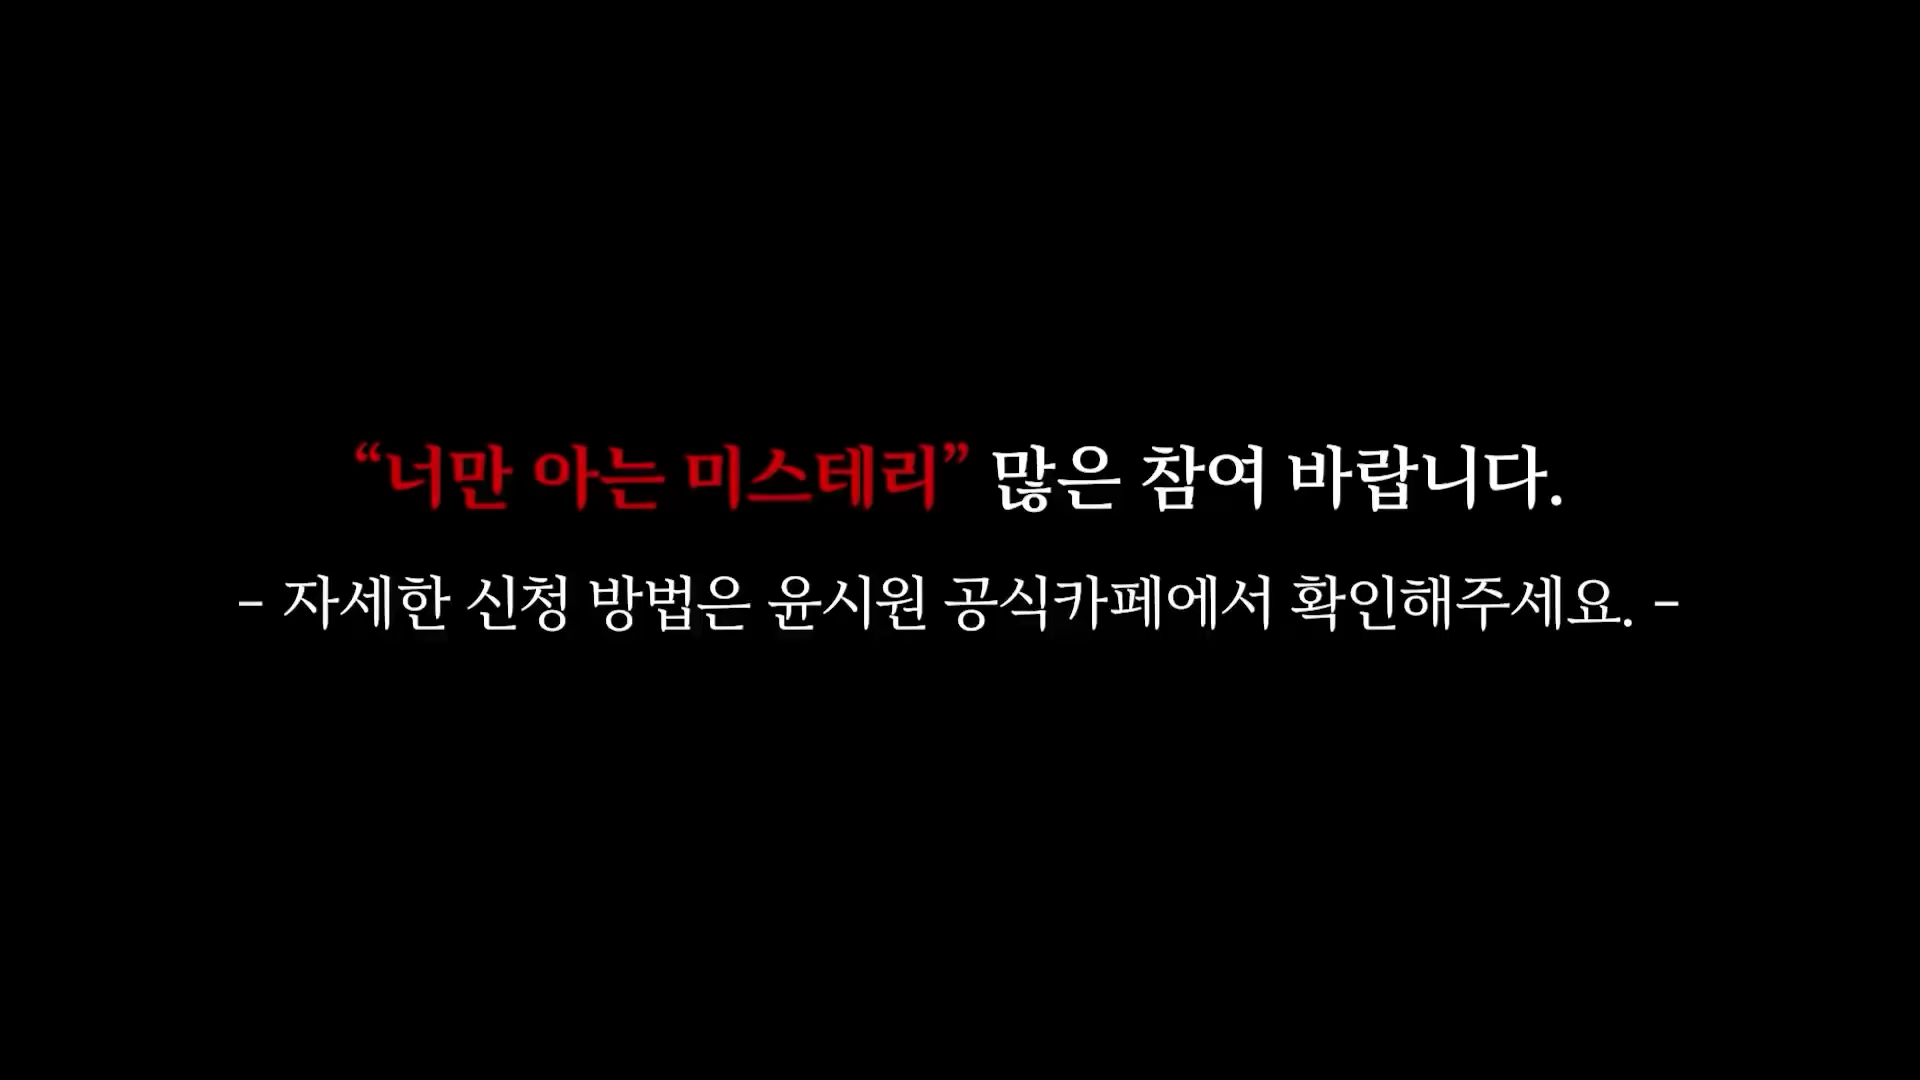 “너만 아는 미스테리” 많은 참여 바랍니다.
- 자세한 신청 방법은 윤시원 공식카페에서 확인해주세요. -